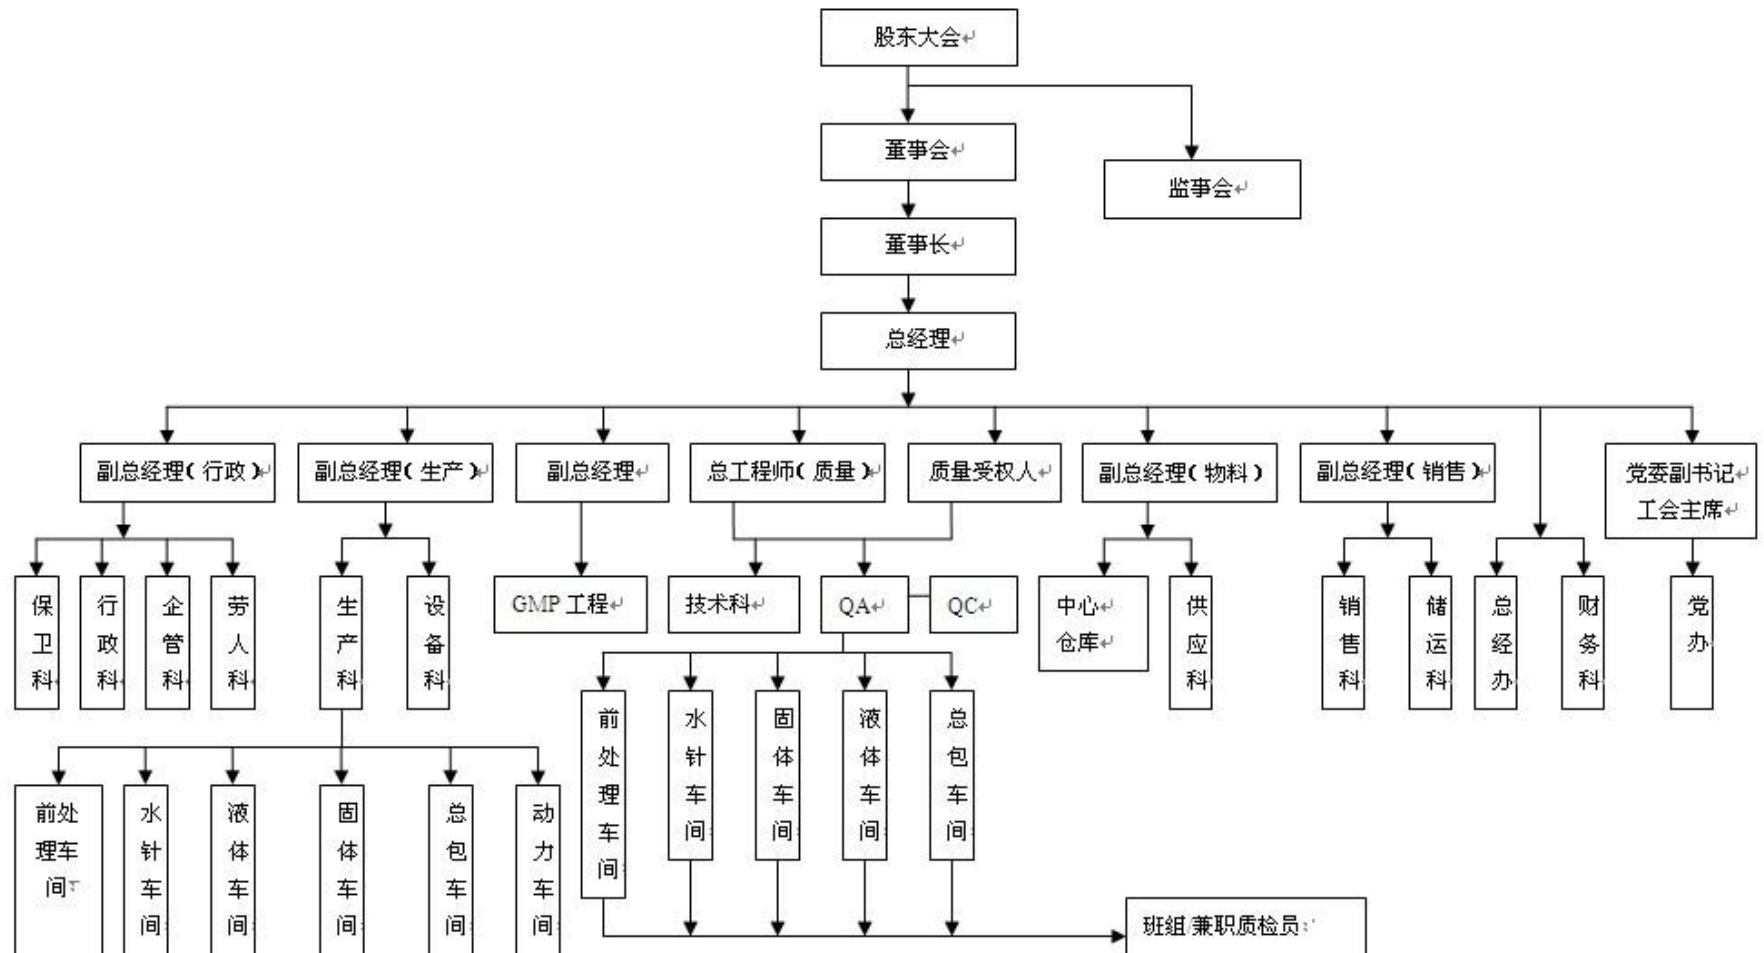 股东大会
董事会
监事会
董事长
总经理
副总经理(行政)
副总经理(生产)
副总经理
总工程师(质量)
质量受权人
副总经理(物料)
副总经理(销售)
党委副书记
工会主席
保卫科
行政科
企管科
劳人科
生产科
设备科
GMP 工程
技术科
QA
QC
中心
仓库
供应科
销售科
储运科
总经办
财务科
党办
前处理车间
水针车间
固体车间
液体车间
总包车间
前处
理车
间
水针车间
液体车间
固体车间
总包车间
动力车间
班组/兼职质检员